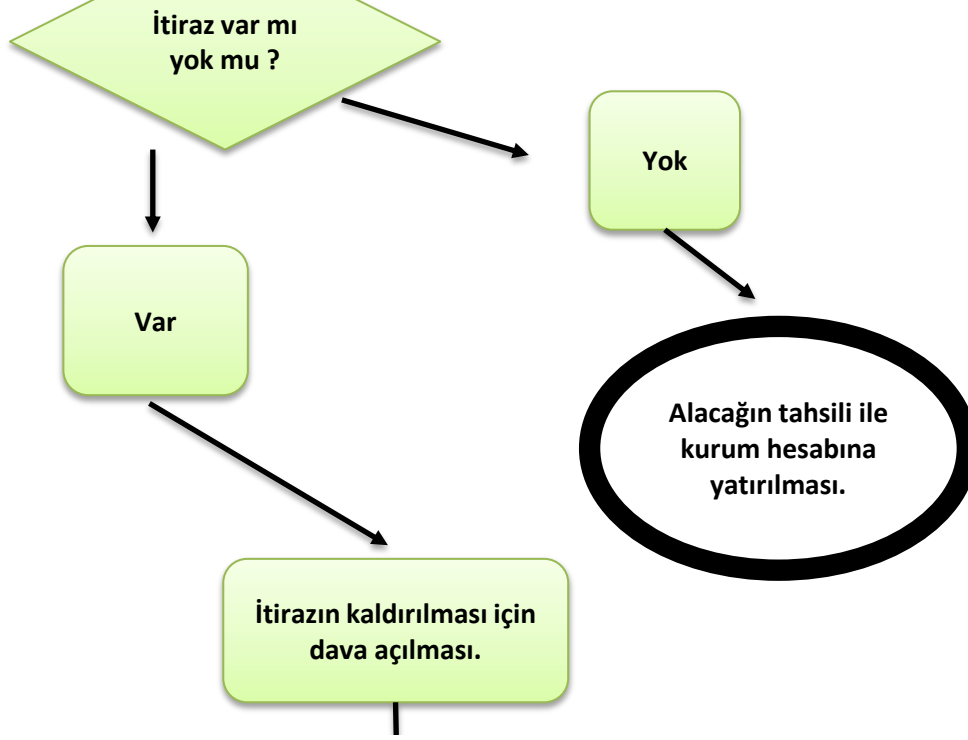 İtiraz var mı
yok mu ?
Yok
Var
Alacağın tahsili ile
kurum hesabına
yatırılması.
İtirazın kaldırılması için
dava açılması.